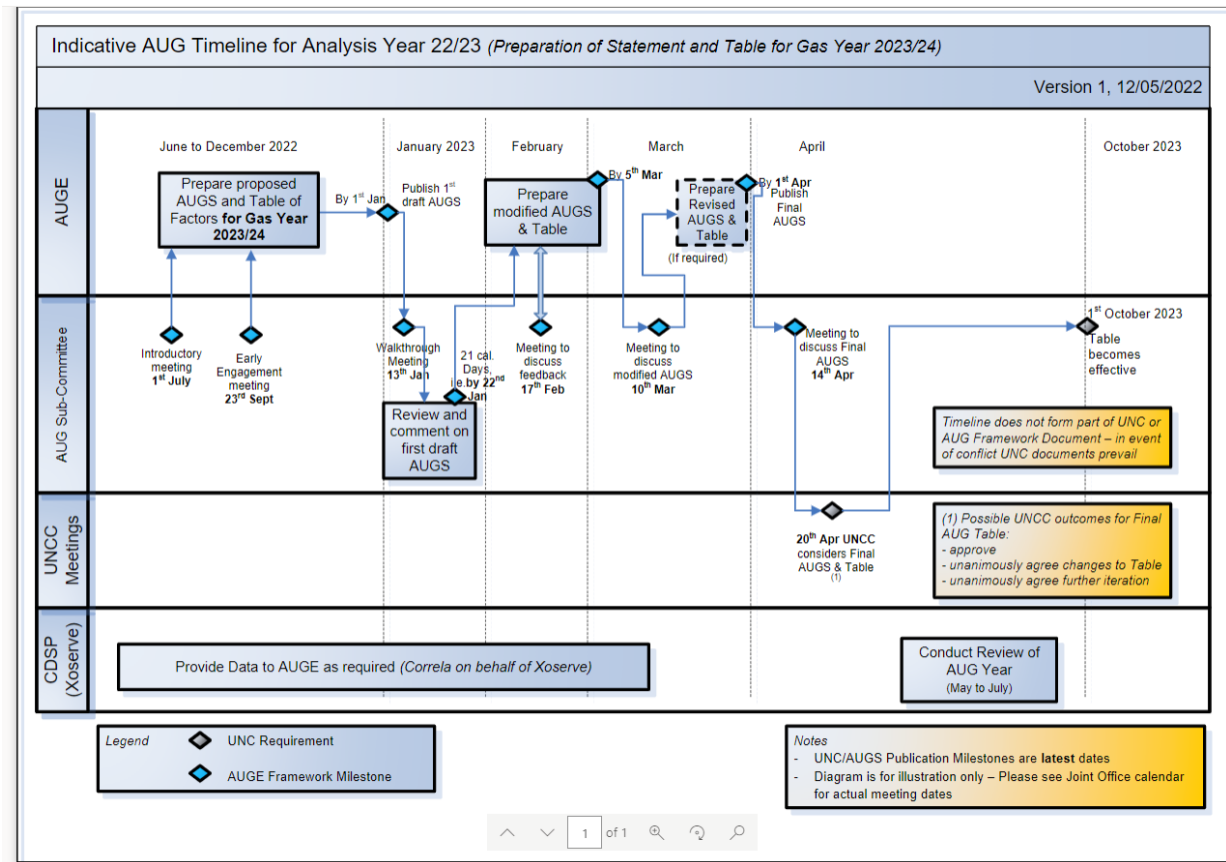 Indicative AUG Timeline for Analysis Year 22/23 (Preparation of Statement and Table for Gas Year 2023/24)
Version 1, 12/05/2022
AUGE
June to December 2022
January 2023
February
March
April
October 2023
Prepare proposed
AUGS and Table of
Factors for Gas Year
2023/24
By 1st Jan
Publish 1st
draft AUGS
Prepare
modified AUGS
& Table
By 5th Mar
Prepare
Revised
AUGS &
Table
(If required)
By 1st Apr
Publish
Final
AUGS
AUG Sub-Committee
Introductory
meeting
1st July
Early
Engagement
meeting
23rd Sept
Walkthrough
Meeting
13th Jan
21 cal.
Days,
i.e.by 22nd
Jan
Review and
comment on
first draft
AUGS
Meeting to
discuss
feedback
17th Feb
Meeting to
discuss
modified AUGS
10th Mar
Meeting to
discuss Final
AUGS
14th Apr
1st October 2023
Table
becomes
effective
Timeline does not form part of UNC or
AUG Framework Document – in event
of conflict UNC documents prevail
UNCC
Meetings
20th Apr UNCC
considers Final
AUGS & Table
(1)
(1) Possible UNCC outcomes for Final
AUG Table:
- approve
- unanimously agree changes to Table
- unanimously agree further iteration
CDSP
(Xoserve)
Provide Data to AUGE as required (Correla on behalf of Xoserve)
Conduct Review of
AUG Year
(May to July)
Legend
UNC Requirement
AUGE Framework Milestone
Notes
- UNC/AUGS Publication Milestones are latest dates
- Diagram is for illustration only – Please see Joint Office calendar
for actual meeting dates
1 of 1